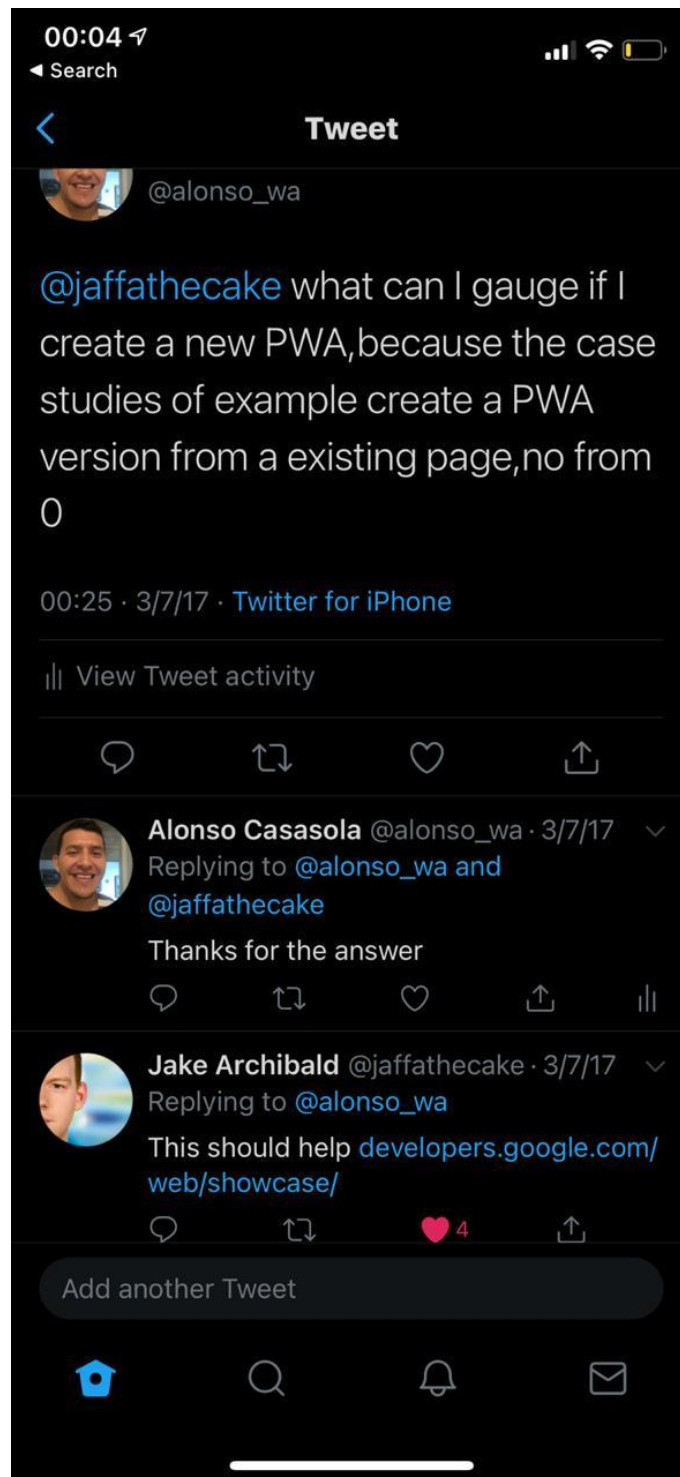 00:04
◀ Search
Tweet
@alonso_wa
@jaffathecake what can I gauge if I
create a new PWA,because the case
studies of example create a PWA
version from a existing page,no from
0
00:25 · 3/7/17 · Twitter for iPhone
View Tweet activity
Alonso Casasola @alonso_wa · 3/7/17
Replying to @alonso_wa and
@jaffathecake
Thanks for the answer
Jake Archibald @jaffathecake · 3/7/17
Replying to @alonso_wa
This should help developers.google.com/
web/showcase/
4
Add another Tweet